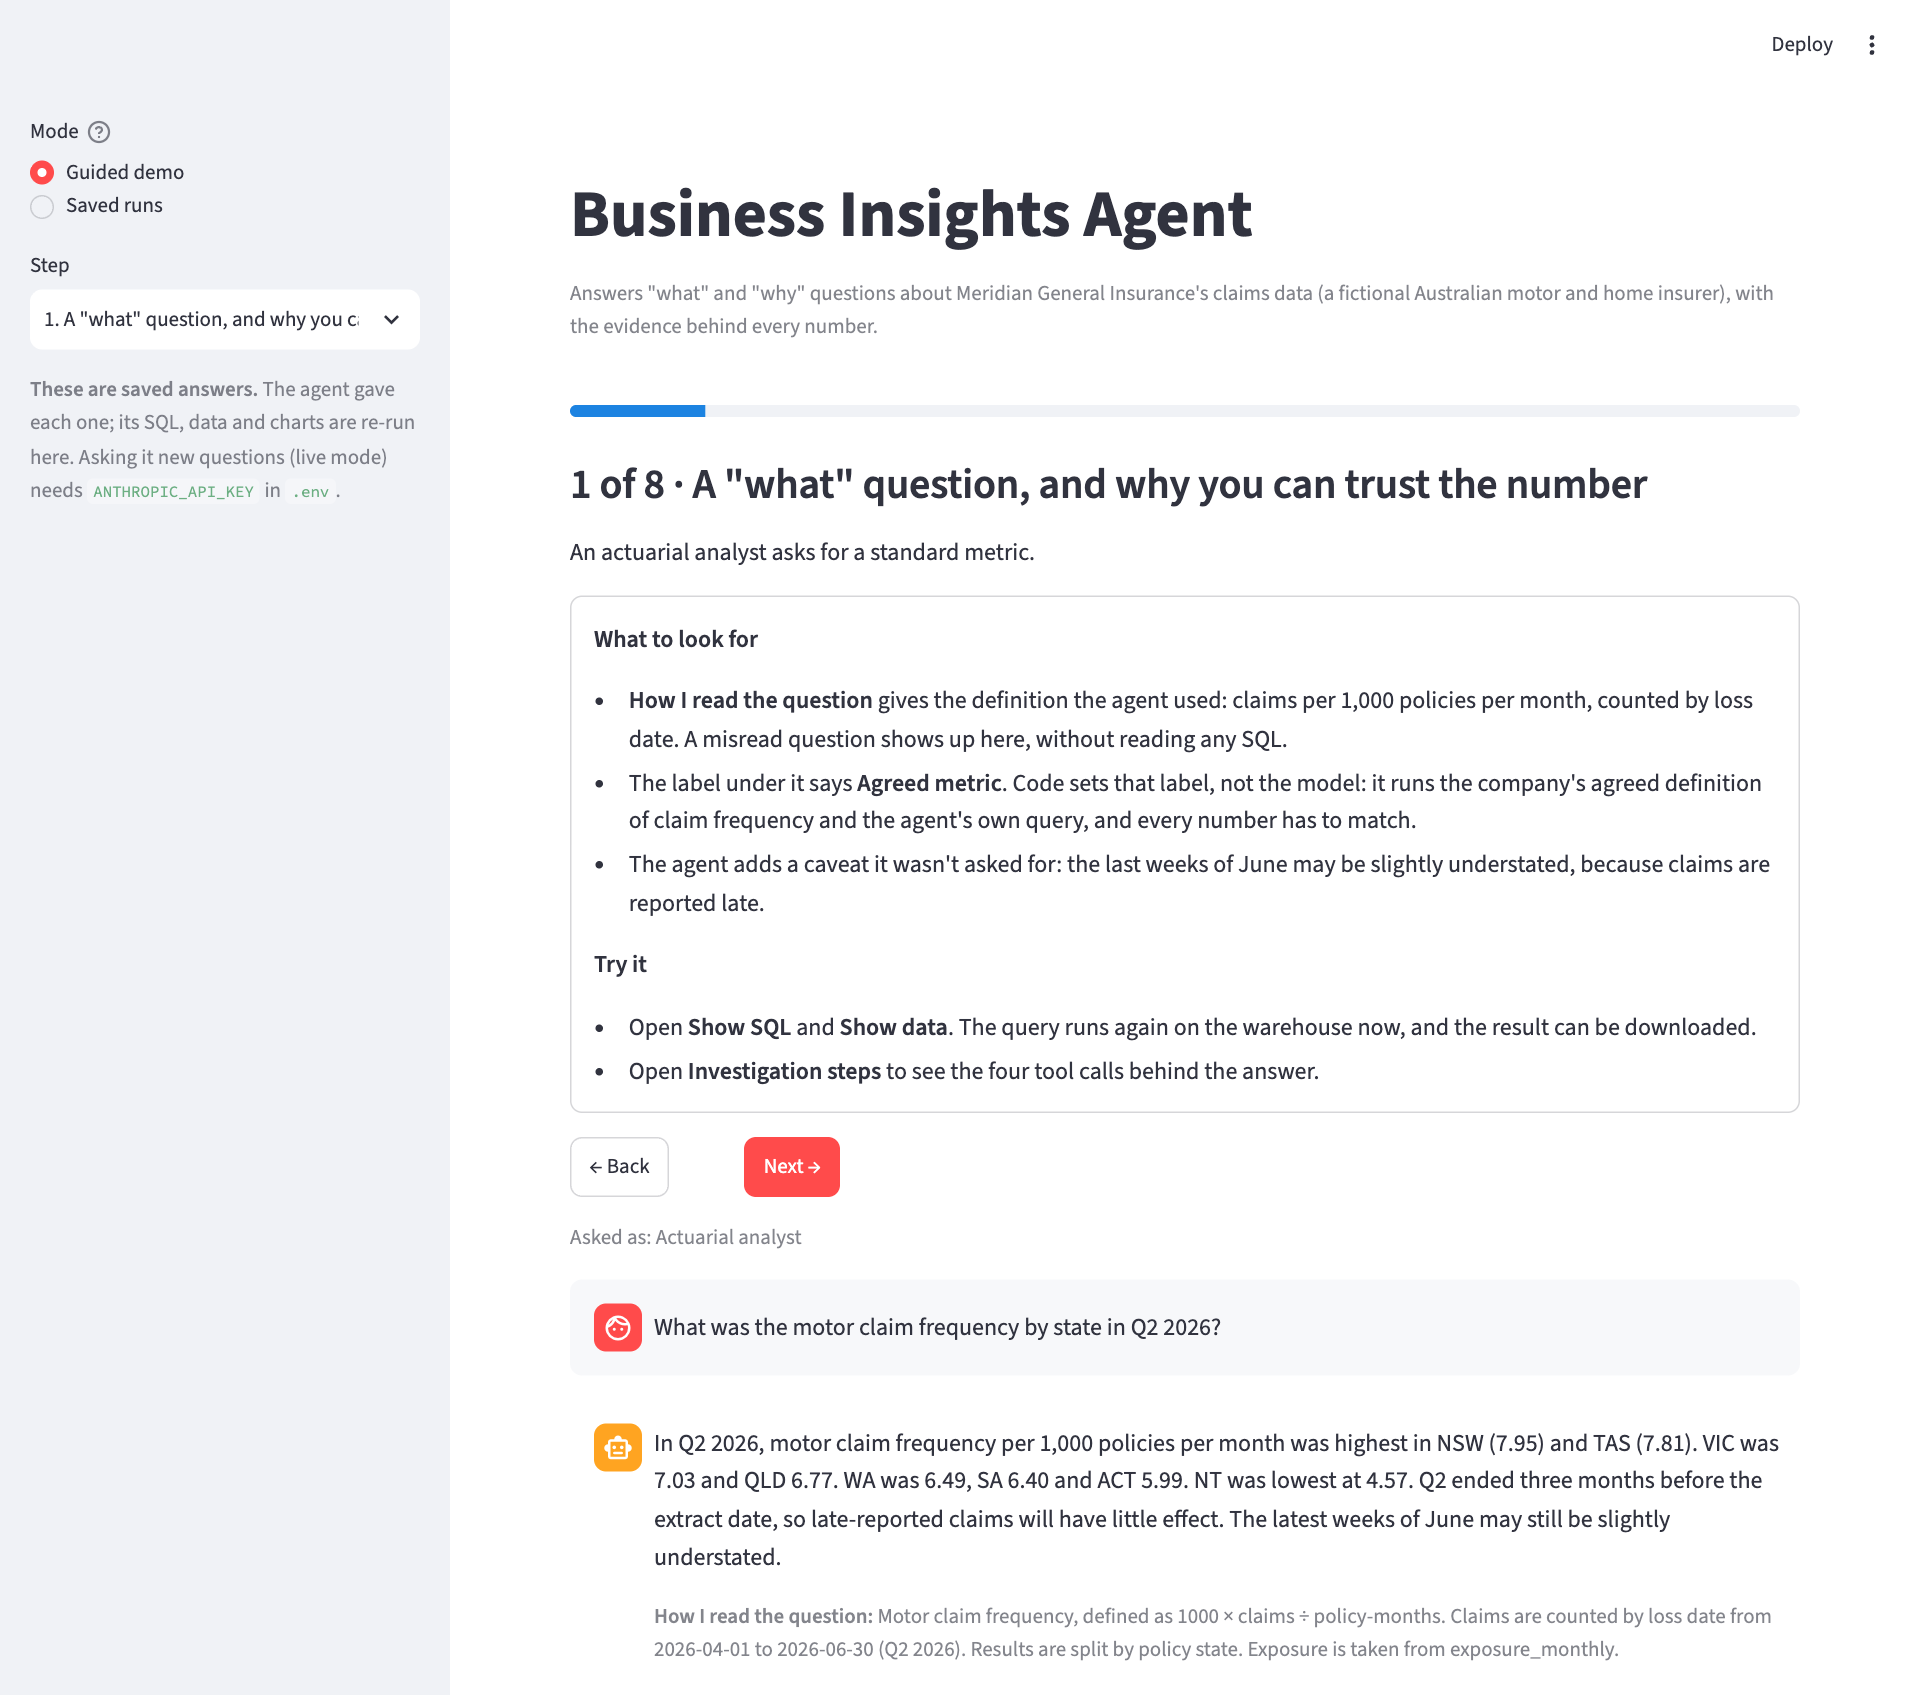 Deploy
Mode
Guided demo
Saved runs
Step
1. A "what" question, and why you c
These are saved answers. The agent gave
each one; its SQL, data and charts are re-run
here. Asking it new questions (live mode)
needs ANTHROPIC_API_KEY in .env .
Business Insights Agent
Answers "what" and "why" questions about Meridian General Insurance's claims data (a fictional Australian motor and home insurer), with
the evidence behind every number.
1 of 8 · A "what" question, and why you can trust the number
An actuarial analyst asks for a standard metric.
What to look for
• How I read the question gives the definition the agent used: claims per 1,000 policies per month, counted by loss
date. A misread question shows up here, without reading any SQL.
• The label under it says Agreed metric. Code sets that label, not the model: it runs the company's agreed definition
of claim frequency and the agent's own query, and every number has to match.
• The agent adds a caveat it wasn't asked for: the last weeks of June may be slightly understated, because claims are
reported late.
Try it
• Open Show SQL and Show data. The query runs again on the warehouse now, and the result can be downloaded.
• Open Investigation steps to see the four tool calls behind the answer.
← Back
Next →
Asked as: Actuarial analyst
What was the motor claim frequency by state in Q2 2026?
In Q2 2026, motor claim frequency per 1,000 policies per month was highest in NSW (7.95) and TAS (7.81). VIC was
7.03 and QLD 6.77. WA was 6.49, SA 6.40 and ACT 5.99. NT was lowest at 4.57. Q2 ended three months before the
extract date, so late-reported claims will have little effect. The latest weeks of June may still be slightly
understated.
How I read the question: Motor claim frequency, defined as 1000 × claims ÷ policy-months. Claims are counted by loss date from
2026-04-01 to 2026-06-30 (Q2 2026). Results are split by policy state. Exposure is taken from exposure_monthly.